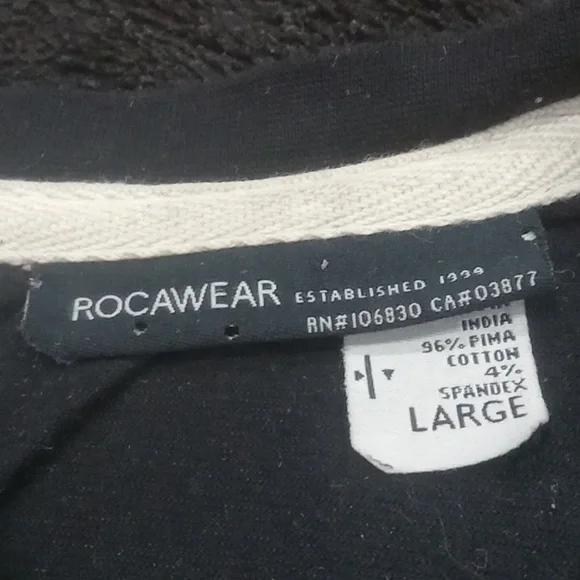 ROCAWEAR ESTABLISHED 1999
RN#106830 CA#03877
INDIA
96% PIMA
COTTON
4%
SPANDEX
LARGE